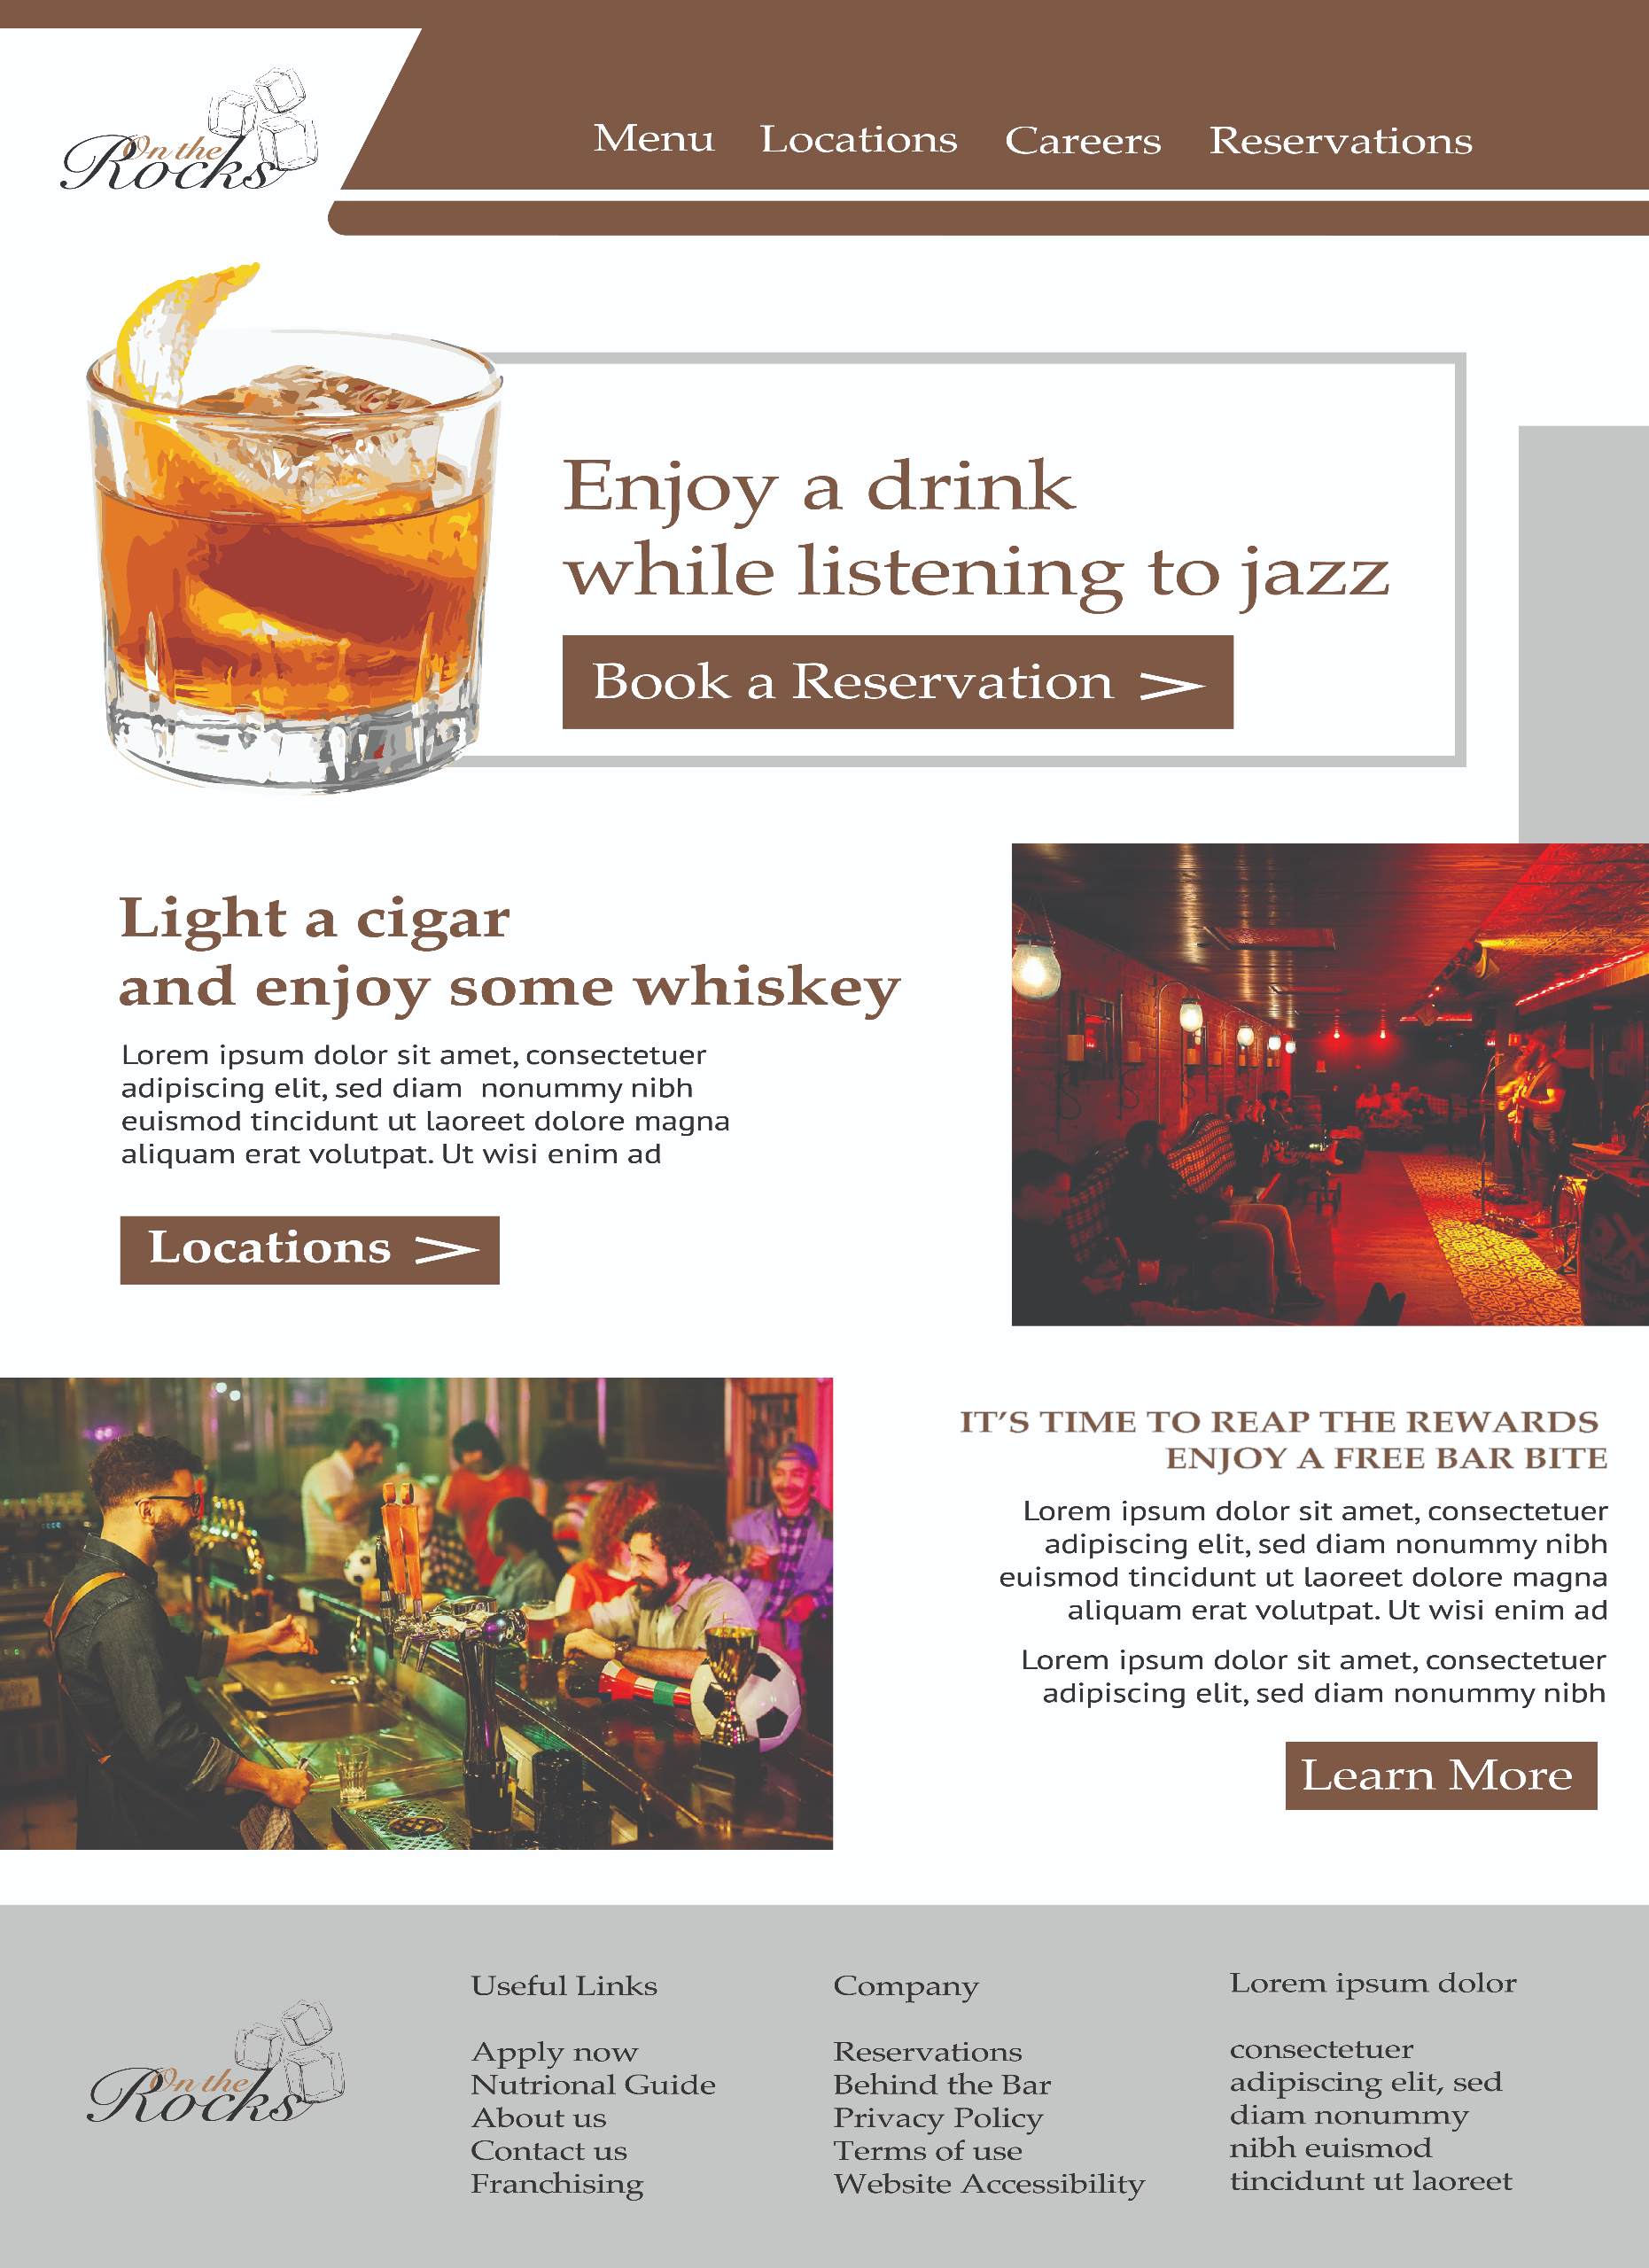 On the
Rocks
Menu Locations Careers Reservations
Enjoy a drink
while listening to jazz
Book a Reservation >
Light a cigar
and enjoy some whiskey
Lorem ipsum dolor sit amet, consectetuer
adipiscing elit, sed diam nonummy nibh
euismod tincidunt ut laoreet dolore magna
aliquam erat volutpat. Ut wisi enim ad
Locations >
IT'S TIME TO REAP THE REWARDS
ENJOY A FREE BAR BITE
Lorem ipsum dolor sit amet, consectetuer
adipiscing elit, sed diam nonummy nibh
euismod tincidunt ut laoreet dolore magna
aliquam erat volutpat. Ut wisi enim ad
Lorem ipsum dolor sit amet, consectetuer
adipiscing elit, sed diam nonummy nibh
Learn More
On the
Rocks
Useful Links
Apply now
Nutrional Guide
About us
Contact us
Franchising
Company
Reservations
Behind the Bar
Privacy Policy
Terms of use
Website Accessibility
Lorem ipsum dolor
consectetuer
adipiscing elit, sed
diam nonummy
nibh euismod
tincidunt ut laoreet